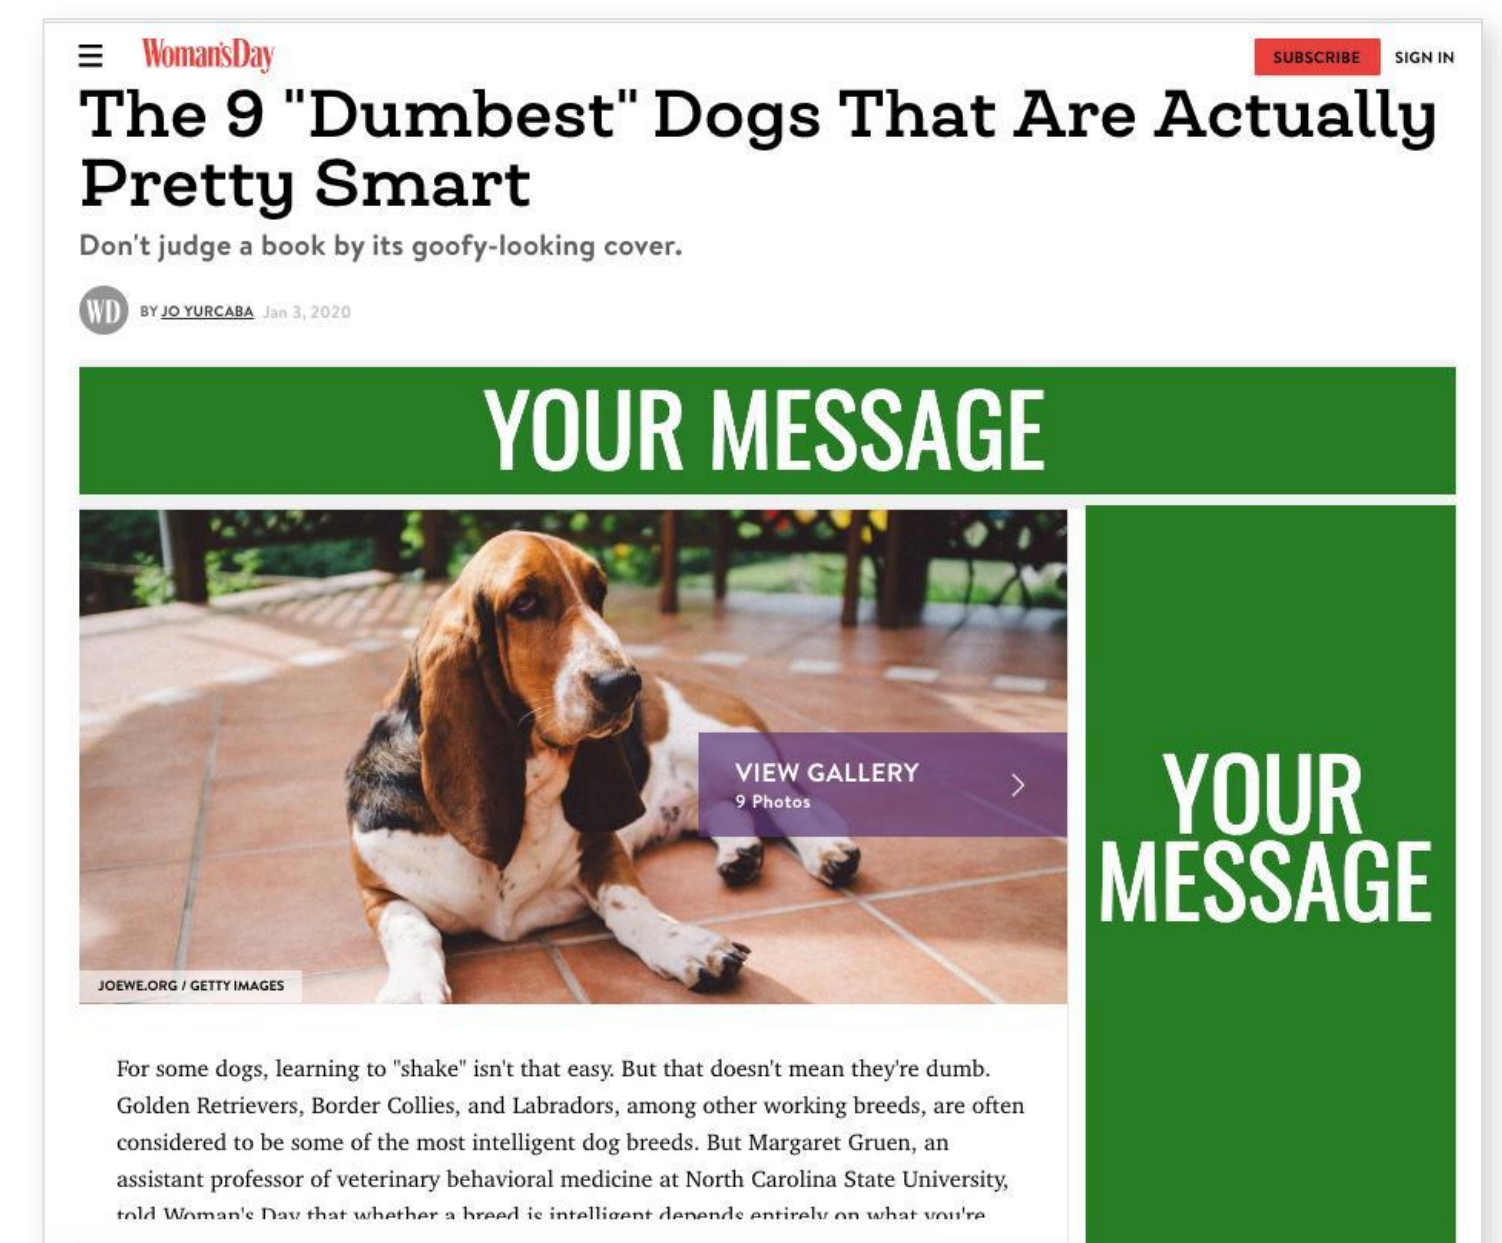 Woman'sDay
SUBSCRIBE SIGN IN
The 9 "Dumbest" Dogs That Are Actually
Pretty Smart
Don't judge a book by its goofy-looking cover.
WD
BY JO YURCABA Jan 3, 2020
YOUR MESSAGE
VIEW GALLERY
9 Photos
JOEWE.ORG / GETTY IMAGES
YOUR
MESSAGE
For some dogs, learning to "shake" isn't that easy. But that doesn't mean they're dumb.
Golden Retrievers, Border Collies, and Labradors, among other working breeds, are often
considered to be some of the most intelligent dog breeds. But Margaret Gruen, an
assistant professor of veterinary behavioral medicine at North Carolina State University,
told Woman's Day that whether a breed is intelligent depends entirely on what you're